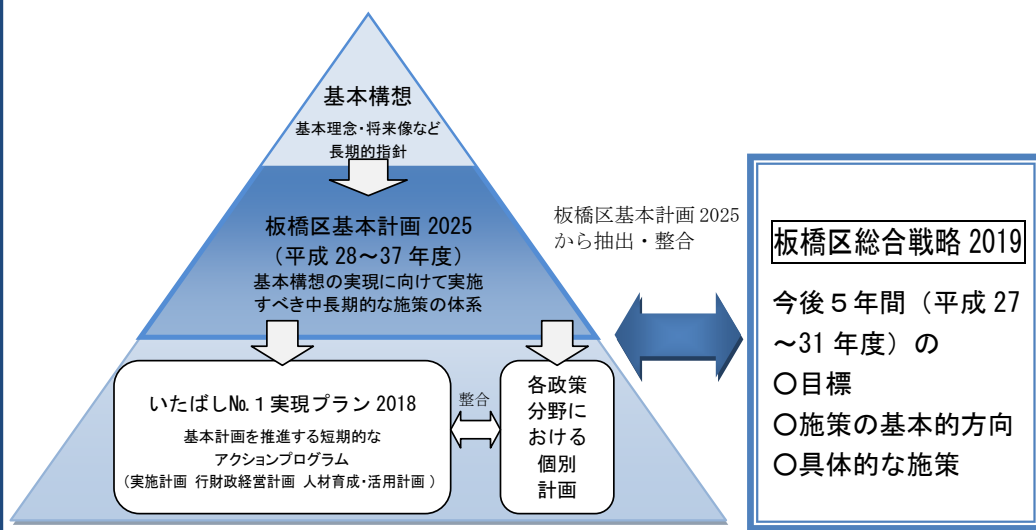 基本構想
基本理念・将来像など
長期的指針
板橋区基本計画 2025
（平成 28～37 年度）
基本構想の実現に向けて実施
すべき中長期的な施策の体系
いたばし№１実現プラン 2018
基本計画を推進する短期的な
アクションプログラム
（実施計画 行財政経営計画 人材育成・活用計画 ）
整合
各政策
分野に
おける
個別
計画
板橋区基本計画 2025
から抽出・整合
板橋区総合戦略 2019
今後５年間（平成 27
～31 年度）の
〇目標
〇施策の基本的方向
〇具体的な施策